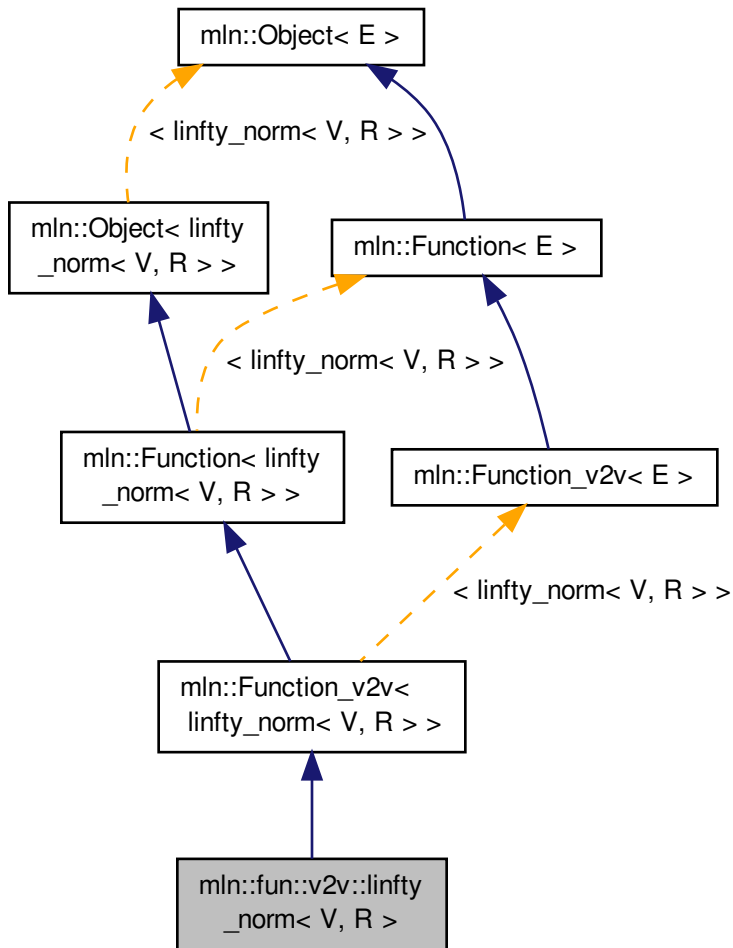 mln::Object< E >
< linfty_norm< V, R > >
mln::Object< linfty
_norm< V, R > >
mln::Function< E >
< linfty_norm< V, R > >
mln::Function< linfty
_norm< V, R > >
mln::Function_v2v< E >
< linfty_norm< V, R > >
mln::Function_v2v<
linfty_norm< V, R > >
mln::fun::v2v::linfty
_norm< V, R >